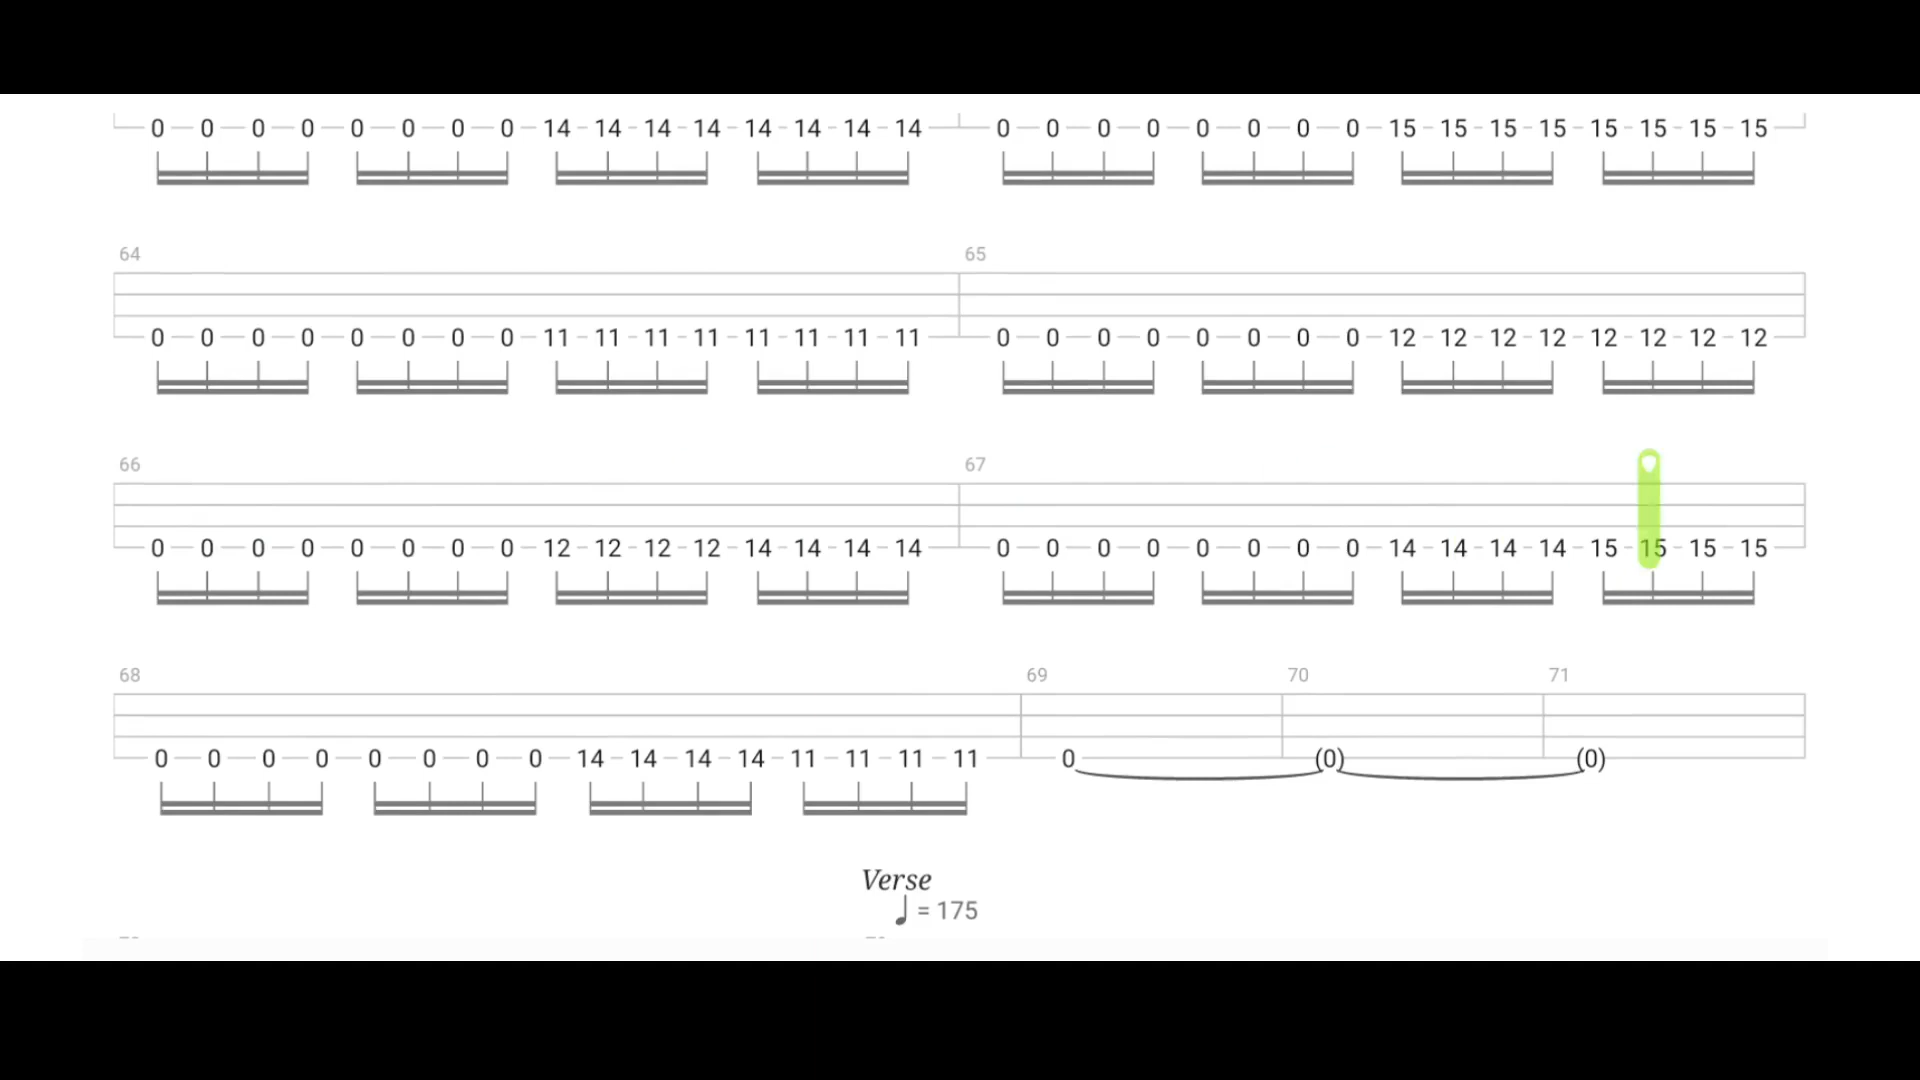 0 0 0 0 0 0 0 0 14 14 14 14 14 14 14 14 0 0 0 0 0 0 0 0 15 15 15 15 15 15 15 15
64 65
0 0 0 0 0 0 0 0 11 11 11 11 11 11 11 11 0 0 0 0 0 0 0 0 12 12 12 12 12 12 12 12
66 67
0 0 0 0 0 0 0 0 12 12 12 12 14 14 14 14 0 0 0 0 0 0 0 0 14 14 14 14 15 15 15 15
68 69 70 71
0 0 0 0 0 0 0 0 14 14 14 14 11 11 11 11 0 (0) (0)
Verse
♩ = 175